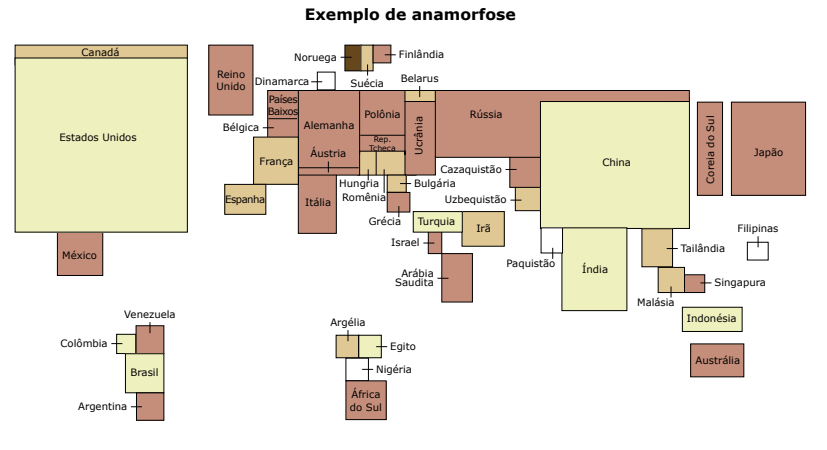 Exemplo de anamorfose
Canadá
Estados Unidos
México
Reino
Unido
Noruega
Suécia
Finlândia
Dinamarca
Belarus
Países
Baixos
Bélgica
Alemanha
Polônia
Rep.
Tcheca
Ucrânia
Rússia
Áustria
França
Espanha
Itália
Hungria
Romênia
Bulgária
Grécia
Cazaquistão
Uzbequistão
China
Coreia do Sul
Japão
Turquia
Irã
Israel
Arábia
Saudita
Paquistão
Índia
Tailândia
Filipinas
Malásia
Singapura
Indonésia
Austrália
Venezuela
Colômbia
Brasil
Argentina
Argélia
Egito
Nigéria
África
do Sul